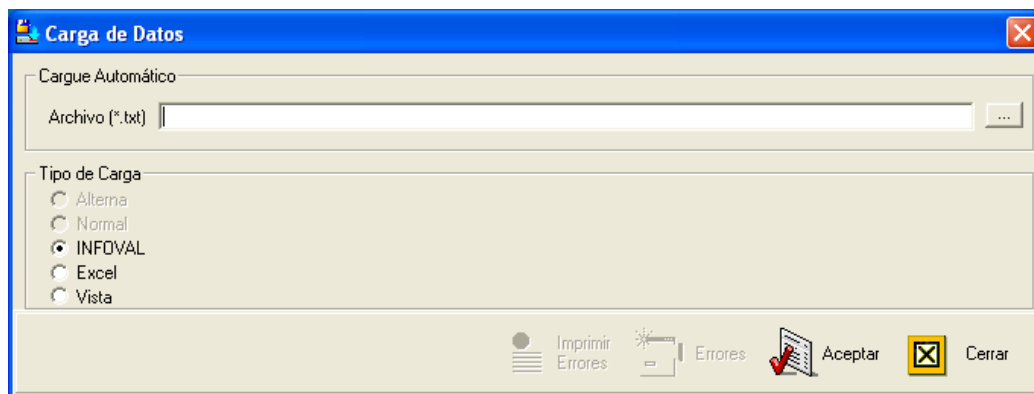 Carga de Datos
Cargue Automático
Archivo (*.txt)
...
Tipo de Carga
Alterna
Normal
INFOVAL
Excel
Vista
Imprimir
Errores
Errores
Aceptar
Cerrar